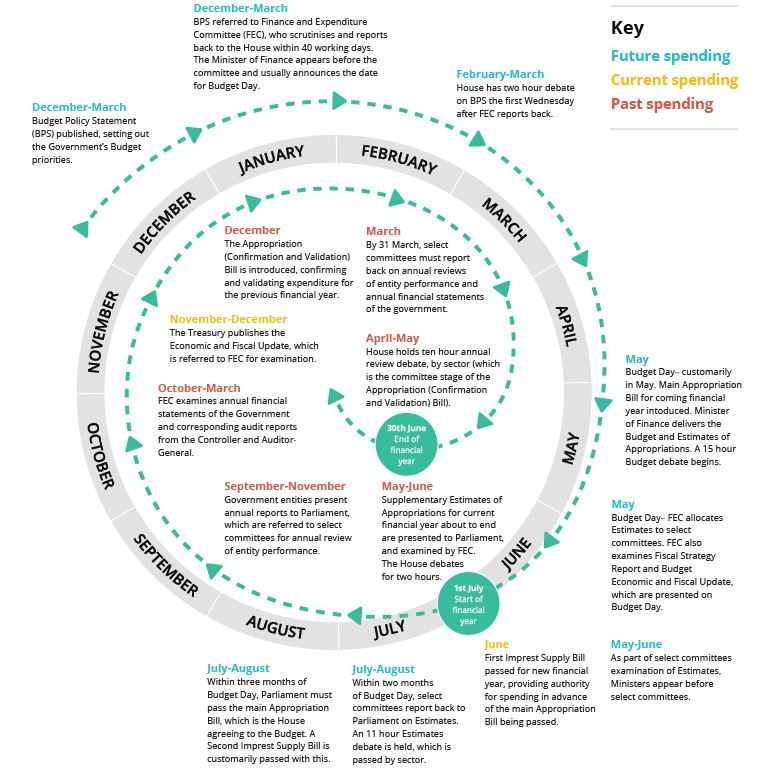 December-March
BPS referred to Finance and Expenditure
Committee (FEC), who scrutinises and reports
back to the House within 40 working days.
The Minister of Finance appears before the
committee and usually announces the date
for Budget Day.
Key
Future spending
Current spending
Past spending
February-March
House has two hour debate
on BPS the first Wednesday
after FEC reports back.
December-March
Budget Policy Statement
(BPS) published, setting out
the Government's Budget
priorities.
JANUARY
FEBRUARY
MARCH
APRIL
MAY
JUNE
JULY
AUGUST
SEPTEMBER
OCTOBER
NOVEMBER
DECEMBER
December
The Appropriation
(Confirmation and Validation)
Bill is introduced, confirming
and validating expenditure for
the previous financial year.
March
By 31 March, select
committees must report
back on annual reviews
of entity performance and
annual financial statements
of the government.
November-December
The Treasury publishes the
Economic and Fiscal Update, which
is referred to FEC for examination.
April-May
House holds ten hour annual
review debate, by sector (which
is the committee stage of the
Appropriation (Confirmation
and Validation) Bill).
October-March
FEC examines annual financial
statements of the Government
and corresponding audit reports
from the Controller and Auditor-
General.
30th June
End of
financial
year
September-November
Government entities present
annual reports to Parliament,
which are referred to select
committees for annual review
of entity performance.
May-June
Supplementary Estimates of
Appropriations for current
financial year about to end
are presented to Parliament,
and examined by FEC.
The House debates
for two hours.
1st July
Start of
financial
year
May
Budget Day– customarily
in May. Main Appropriation
Bill for coming financial
year intoduced. Minister
of Finance delivers the
Budget and Estimates of
Appropriations. A 15 hour
Budget debate begins.
May
Budget Day– FEC allocates
Estimates to select
committees. FEC also
examines Fiscal Strategy
Report and Budget
Economic and Fiscal Update,
which are presented on
Budget Day.
May-June
As part of select committees
examination of Estimates,
Ministers appear before
select committees.
June
First Imprest Supply Bill
passed for new financial
year, providing authority
for spending in advance
of the main Appropriation
Bill being passed.
July-August
Within two months
of Budget Day, select
committees report back to
Parliament on Estimates.
An 11 hour Estimates
debate is held, which is
passed by sector.
July-August
Within three months of
Budget Day, Parliament must
pass the main Appropriation
Bill, which is the House
agreeing to the Budget. A
Second Imprest Supply Bill is
customarily passed with this.